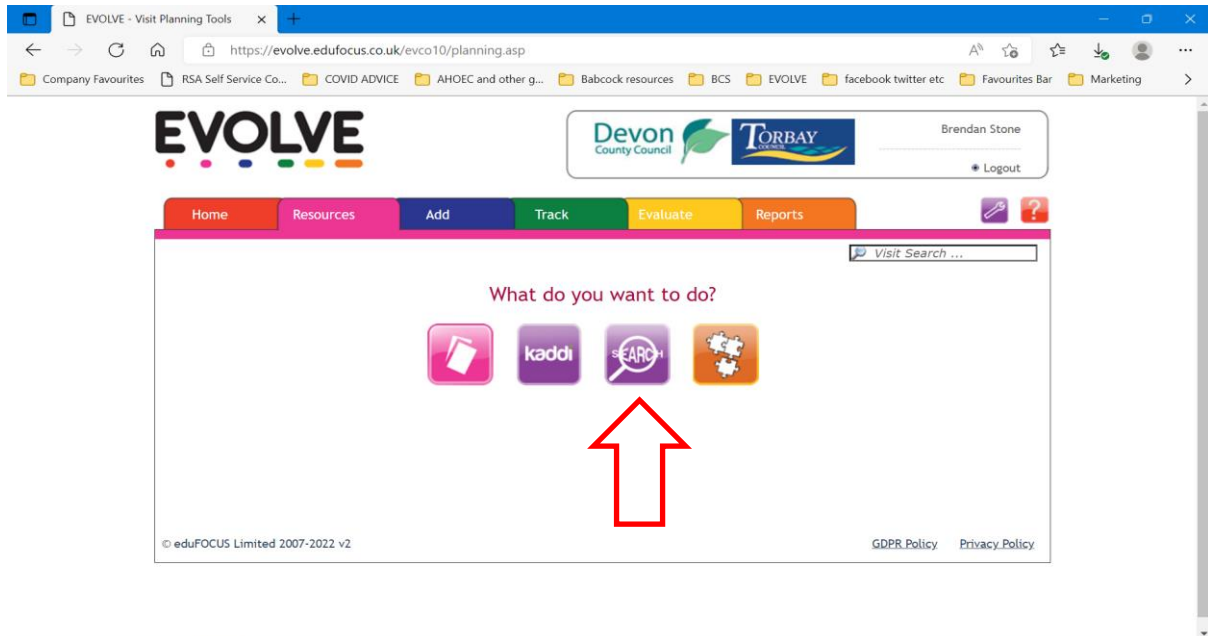 EVOLVE - Visit Planning Tools
https://evolve.edufocus.co.uk/evco10/planning.asp
Company Favourites RSA Self Service Co... COVID ADVICE AHOEC and other g... Babcock resources BCS EVOLVE facebook twitter etc Favourites Bar Marketing
EVOLVE
Devon
County Council
TORBAY
COUNCIL
Brendan Stone
Logout
Home Resources Add Track Evaluate Reports
?
Visit Search ...
What do you want to do?
kaddi
SEARCH
© eduFOCUS Limited 2007-2022 v2
GDPR Policy Privacy Policy